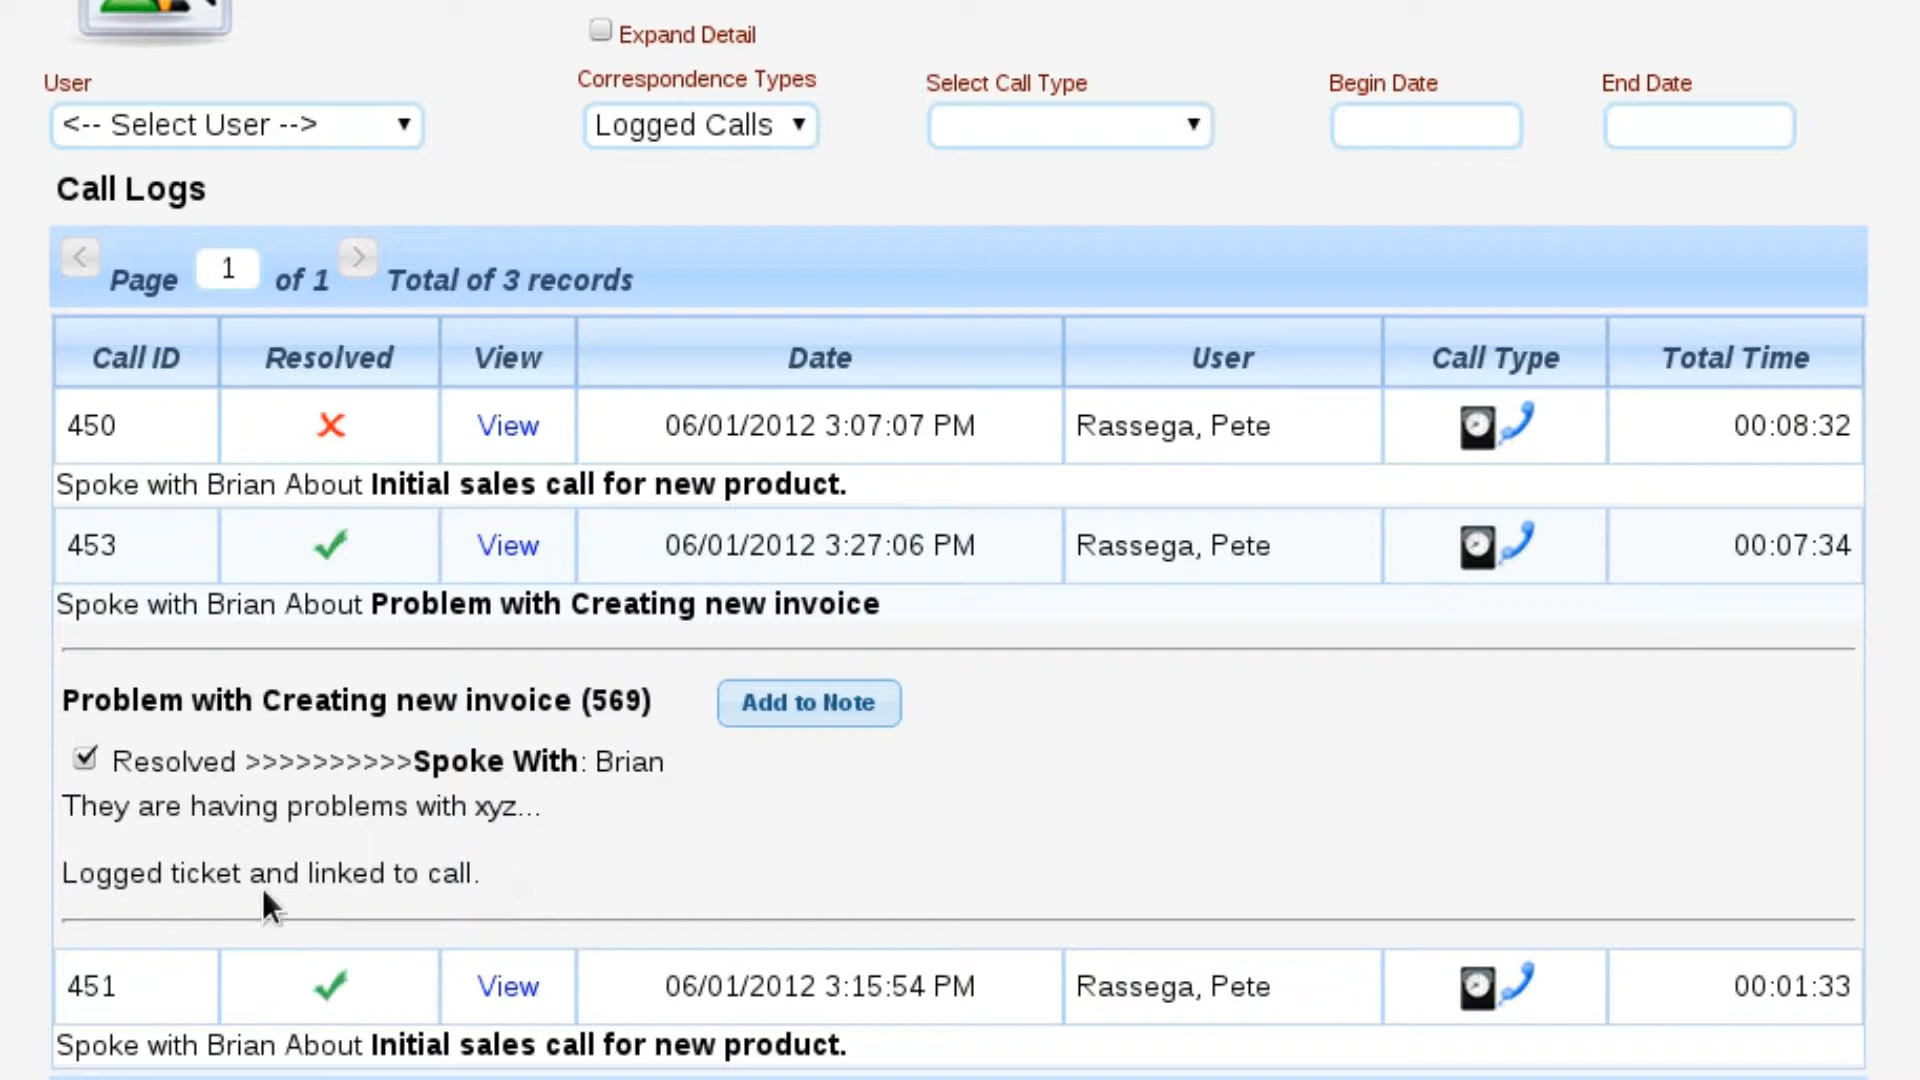 Expand Detail
User
Correspondence Types
Select Call Type
Begin Date
End Date
<-- Select User -->
Logged Calls
Call Logs
Page 1 of 1 Total of 3 records
Call ID Resolved View Date User Call Type Total Time
450 View 06/01/2012 3:07:07 PM Rassega, Pete 00:08:32
Spoke with Brian About Initial sales call for new product.
453 View 06/01/2012 3:27:06 PM Rassega, Pete 00:07:34
Spoke with Brian About Problem with Creating new invoice
Problem with Creating new invoice (569) Add to Note
Resolved >>>>>>>>>>Spoke With: Brian
They are having problems with xyz...
Logged ticket and linked to call.
451 View 06/01/2012 3:15:54 PM Rassega, Pete 00:01:33
Spoke with Brian About Initial sales call for new product.